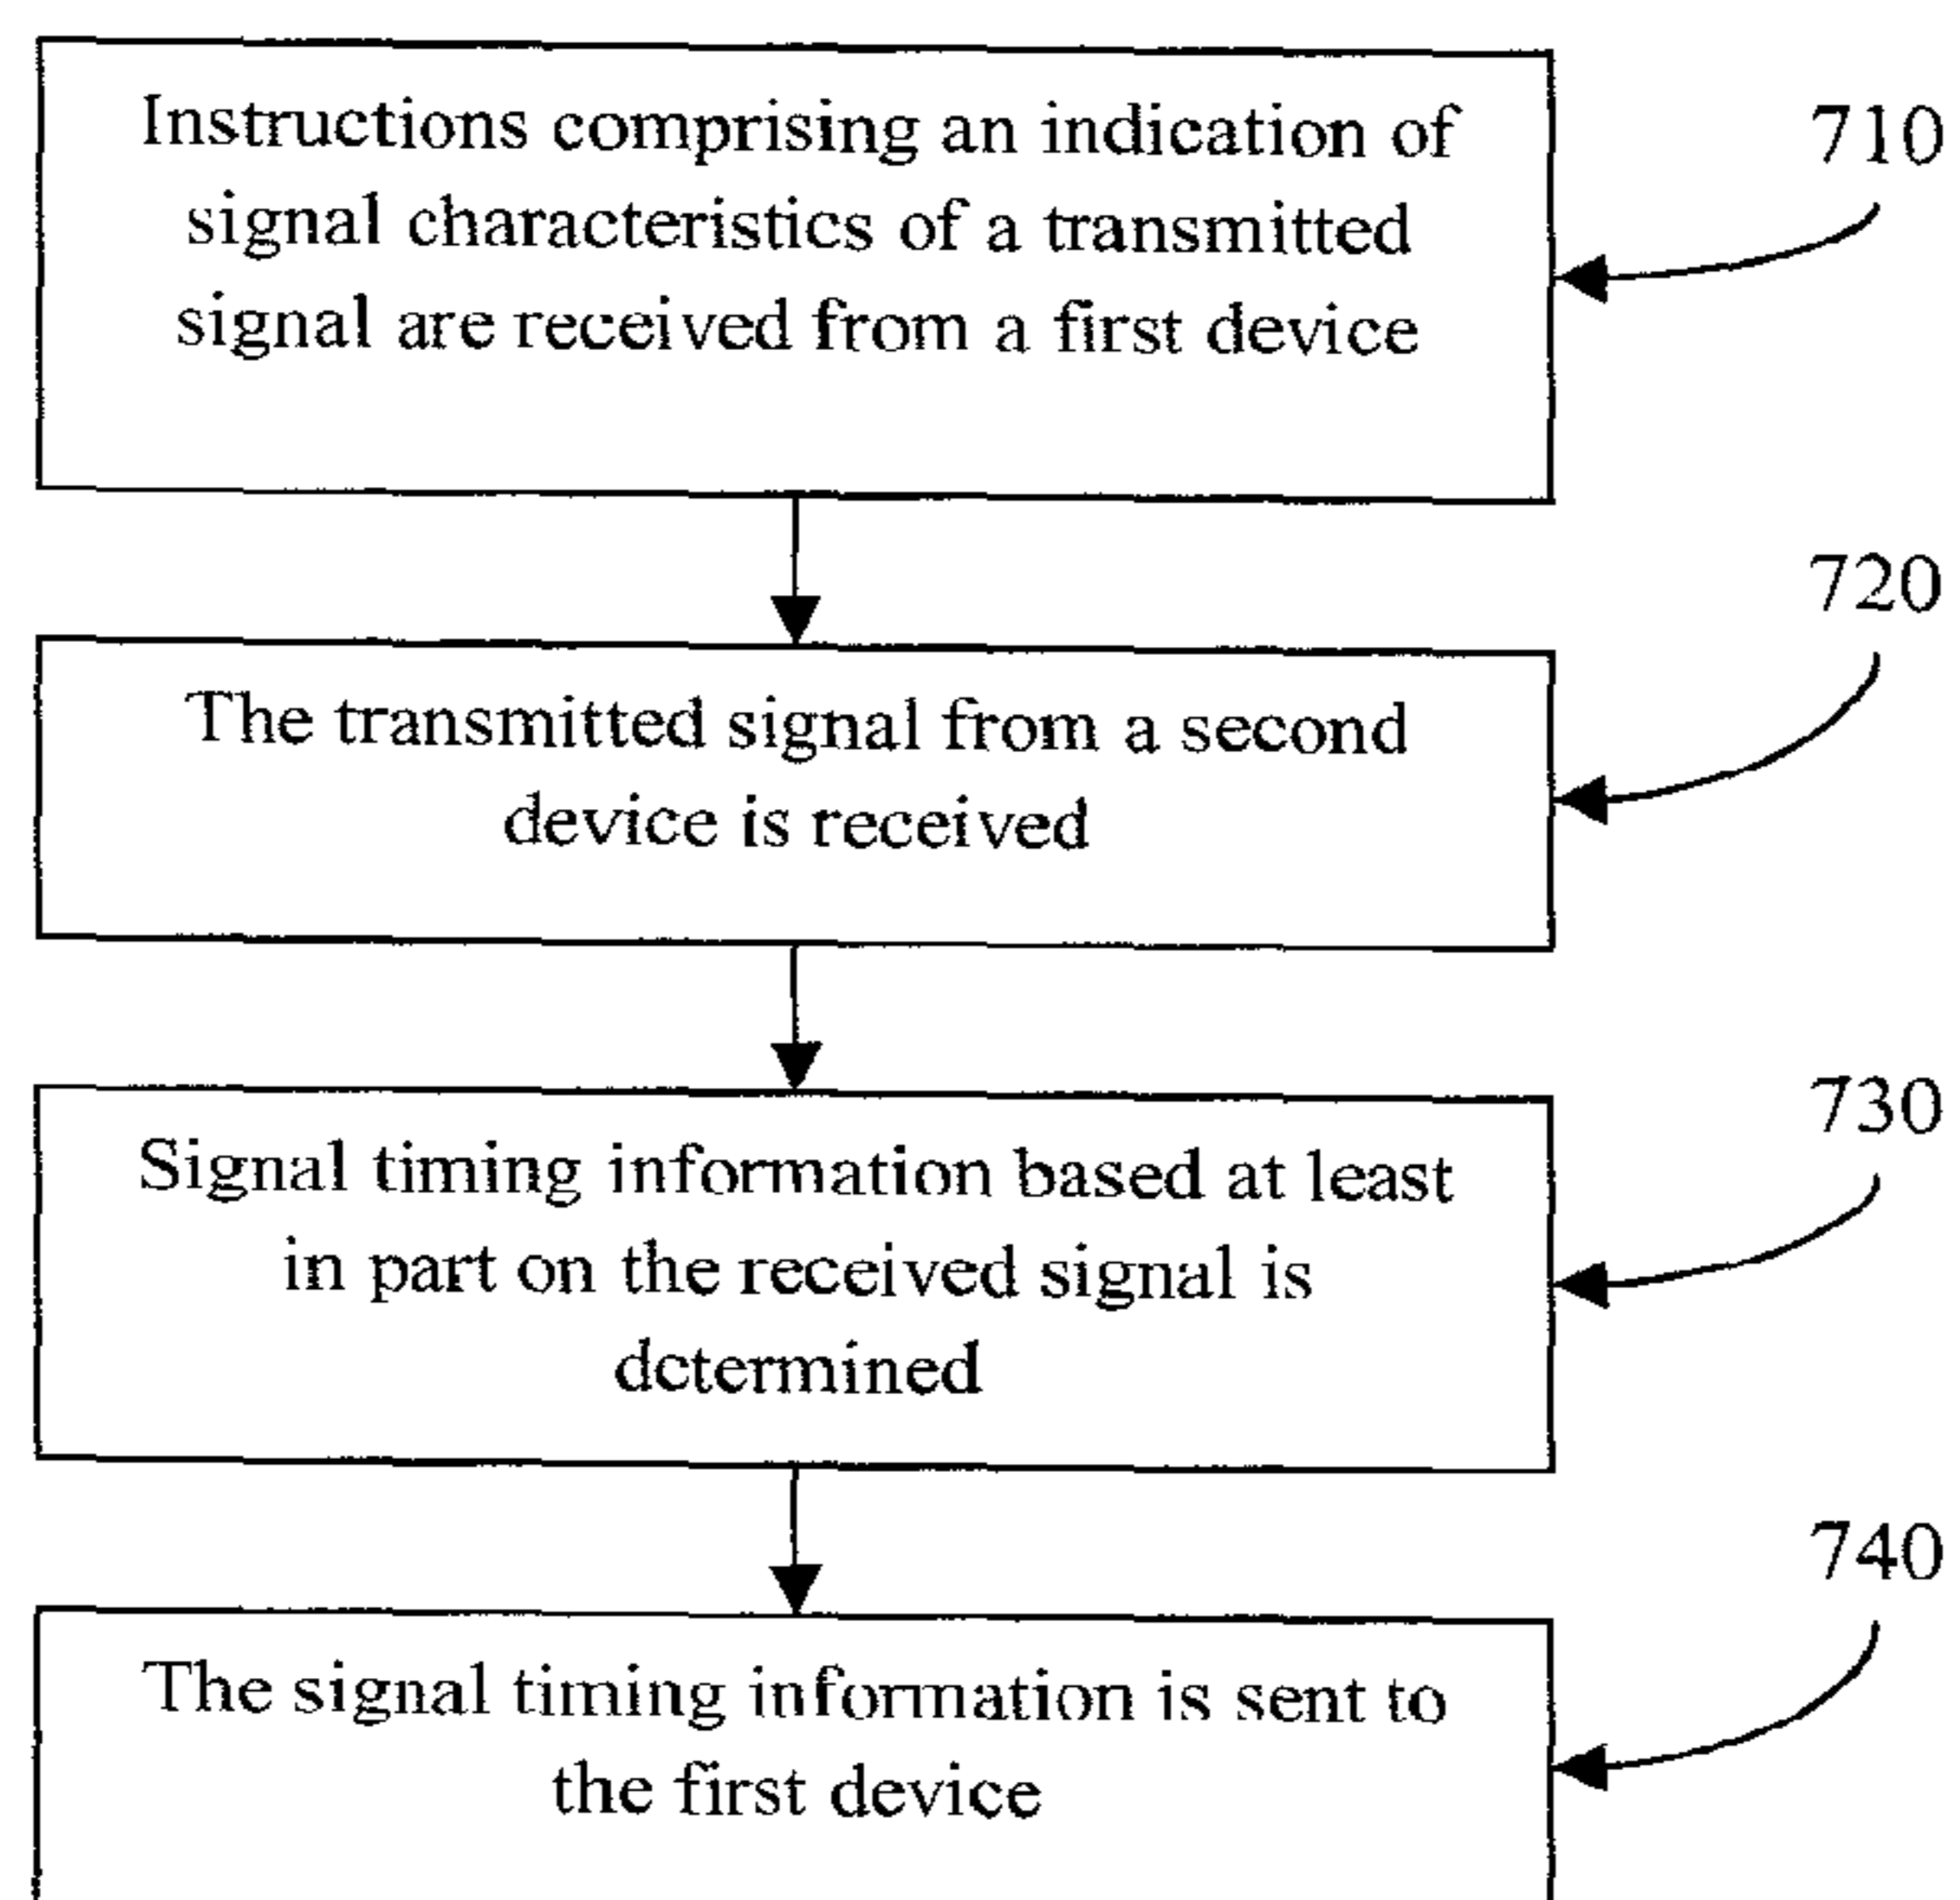 Instructions comprising an indication of
710
signal characteristics of a transmitted
signal are received from a first device
720
The transmitted signal from a second
device is received
730
Signal timing information based at least
in part on the received signal is
determined
740
The signal timing information is sent to
the first device